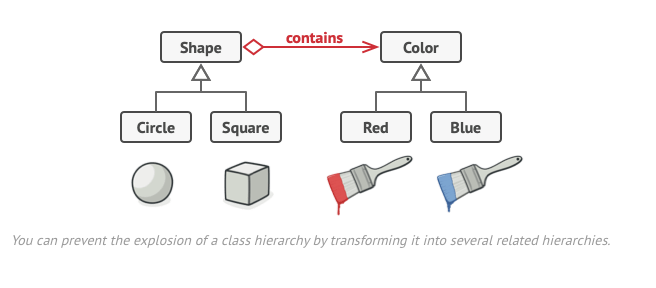 contains
Shape
Color
Circle
Square
Red
Blue
You can prevent the explosion of a class hierarchy by transforming it into several related hierarchies.